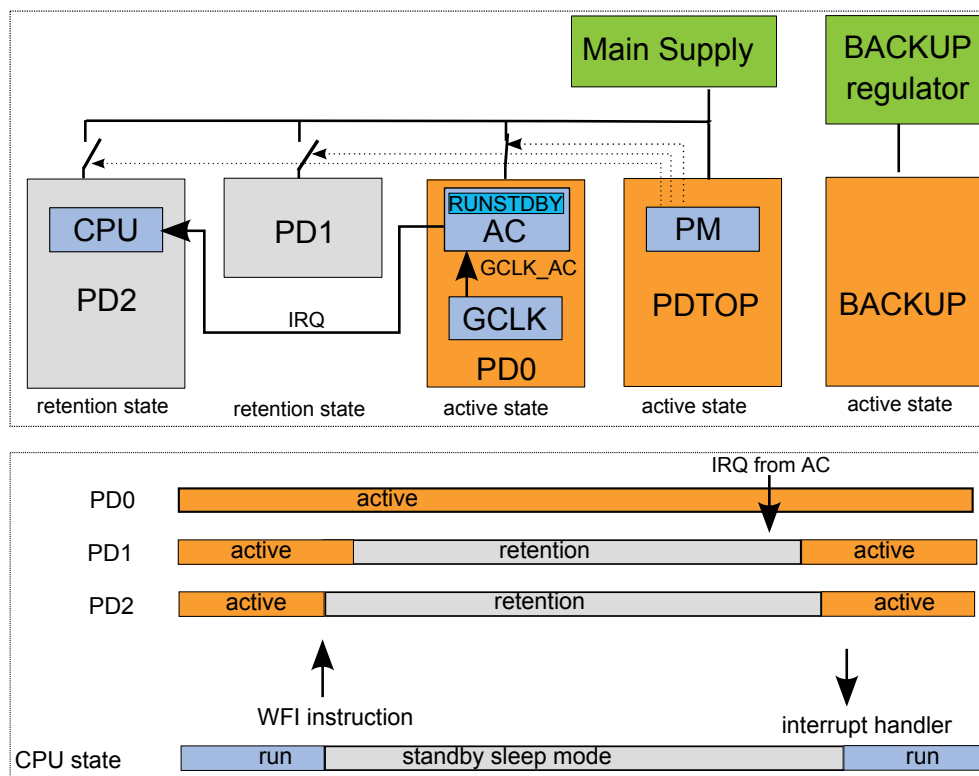 Main Supply
BACKUP
regulator
CPU
PD2
PD1
RUNSTDBY
AC
GCLK_AC
GCLK
PD0
PM
PDTOP
BACKUP
IRQ
retention state
retention state
active state
active state
active state
IRQ from AC
PD0
active
PD1
active
retention
active
PD2
active
retention
active
WFI instruction
interrupt handler
CPU state
run
standby sleep mode
run